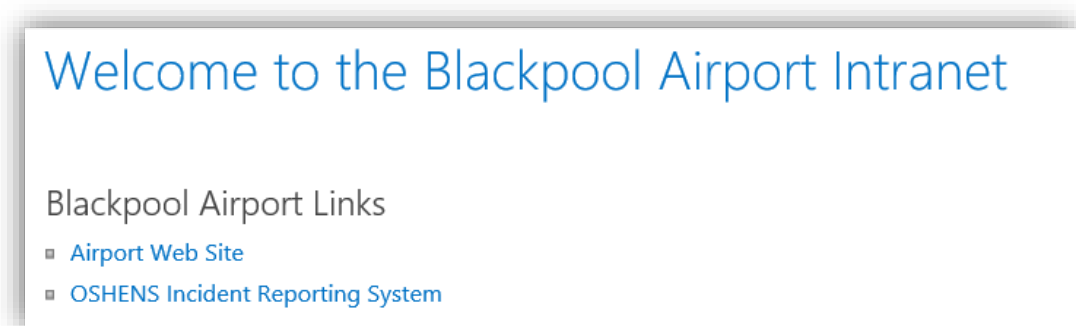 Welcome to the Blackpool Airport Intranet
Blackpool Airport Links
Airport Web Site
OSHENS Incident Reporting System